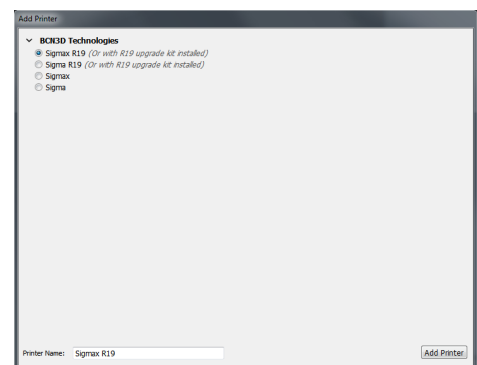 Add Printer
BCN3D Technologies
Sigmax R19 (Or with R19 upgrade kit installed)
Sigma R19 (Or with R19 upgrade kit installed)
Sigmax
Sigma
Printer Name: Sigmax R19 Add Printer